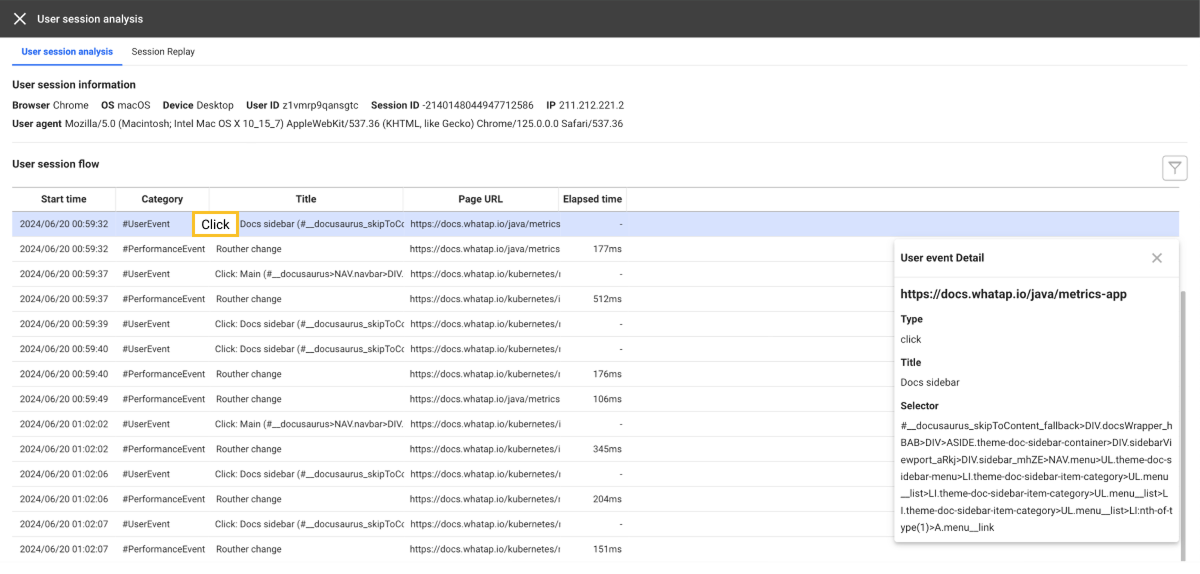 User session analysis
User session analysis Session Replay
User session information
Browser Chrome OS macOS Device Desktop User ID z1vmrp9qansgtc Session ID -2140148044947712586 IP 211.212.221.2
User agent Mozilla/5.0 (Macintosh; Intel Mac OS X 10_15_7) AppleWebKit/537.36 (KHTML, like Gecko) Chrome/125.0.0.0 Safari/537.36
User session flow
Start time Category Title Page URL Elapsed time
2024/06/20 00:59:32 #UserEvent Click Docs sidebar (#__docusaurus_skipToCo https://docs.whatap.io/java/metrics -
2024/06/20 00:59:32 #PerformanceEvent Routher change https://docs.whatap.io/java/metrics 177ms
2024/06/20 00:59:37 #UserEvent Click: Main (#__docusaurus>NAV.navbar>DIV. https://docs.whatap.io/kubernetes/ -
2024/06/20 00:59:37 #PerformanceEvent Routher change https://docs.whatap.io/kubernetes/i 512ms
2024/06/20 00:59:39 #UserEvent Click: Docs sidebar (#__docusaurus_skipToCo https://docs.whatap.io/kubernetes/ -
2024/06/20 00:59:40 #UserEvent Click: Docs sidebar (#__docusaurus_skipToCo https://docs.whatap.io/kubernetes/ -
2024/06/20 00:59:40 #PerformanceEvent Routher change https://docs.whatap.io/kubernetes/ 176ms
2024/06/20 00:59:49 #PerformanceEvent Routher change https://docs.whatap.io/java/metrics 106ms
2024/06/20 01:02:02 #UserEvent Click: Main (#__docusaurus>NAV.navbar>DIV. https://docs.whatap.io/kubernetes/ -
2024/06/20 01:02:02 #PerformanceEvent Routher change https://docs.whatap.io/kubernetes/i 345ms
2024/06/20 01:02:06 #UserEvent Click: Docs sidebar (#__docusaurus_skipToCo https://docs.whatap.io/kubernetes/ -
2024/06/20 01:02:06 #PerformanceEvent Routher change https://docs.whatap.io/kubernetes/ 204ms
2024/06/20 01:02:07 #UserEvent Click: Docs sidebar (#__docusaurus_skipToCo https://docs.whatap.io/kubernetes/ -
2024/06/20 01:02:07 #PerformanceEvent Routher change https://docs.whatap.io/kubernetes/ 151ms
User event Detail
https://docs.whatap.io/java/metrics-app
Type
click
Title
Docs sidebar
Selector
#__docusaurus_skipToContent_fallback>DIV.docsWrapper_h
BAB>DIV>ASIDE.theme-doc-sidebar-container>DIV.sidebarVi
ewport_aRkj>DIV.sidebar_mhZE>NAV.menu>UL.theme-doc-s
idebar-menu>LI.theme-doc-sidebar-item-category>UL.menu
__list>LI.theme-doc-sidebar-item-category>UL.menu__list>L
I.theme-doc-sidebar-item-category>UL.menu__list>LI:nth-of-t
ype(1)>A.menu__link